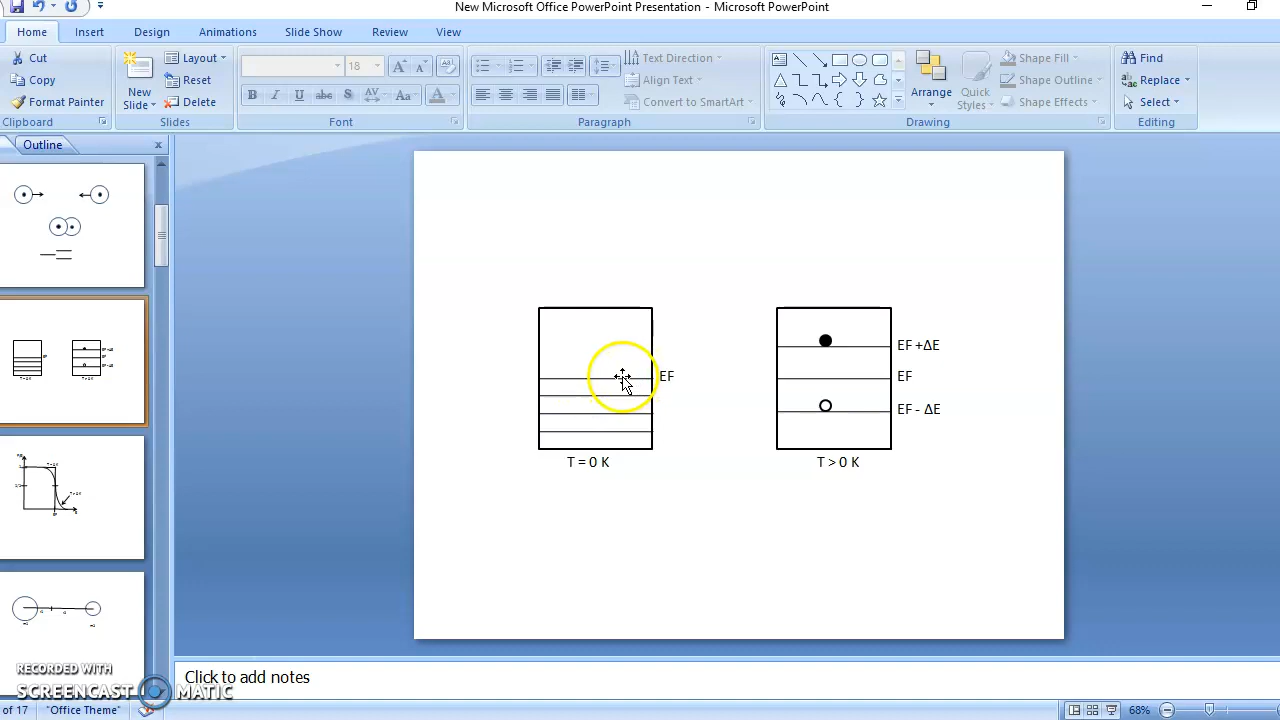 New Microsoft Office PowerPoint Presentation - Microsoft PowerPoint
Home Insert Design Animations Slide Show Review View
Cut
Copy
Format Painter
Clipboard
New Slide
Layout
Reset
Delete
Slides
18
B I U abc S AV Aa A
Font
Paragraph
Text Direction
Align Text
Convert to SmartArt
Arrange
Quick Styles
Shape Fill
Shape Outline
Shape Effects
Drawing
Find
Replace
Select
Editing
Outline
EF
T = 0 K
EF +ΔE
EF
EF - ΔE
T > 0 K
Click to add notes
RECORDED WITH
SCREENCAST MATIC
of 17 "Office Theme" 68%